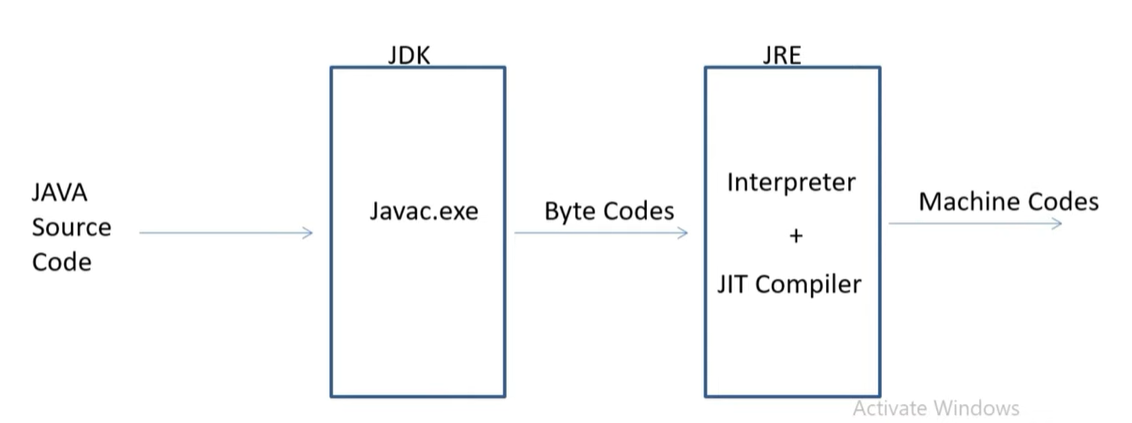 JDK
JRE
JAVA
Source
Code
Javac.exe
Byte Codes
Interpreter
+
JIT Compiler
Machine Codes
Activate Windows